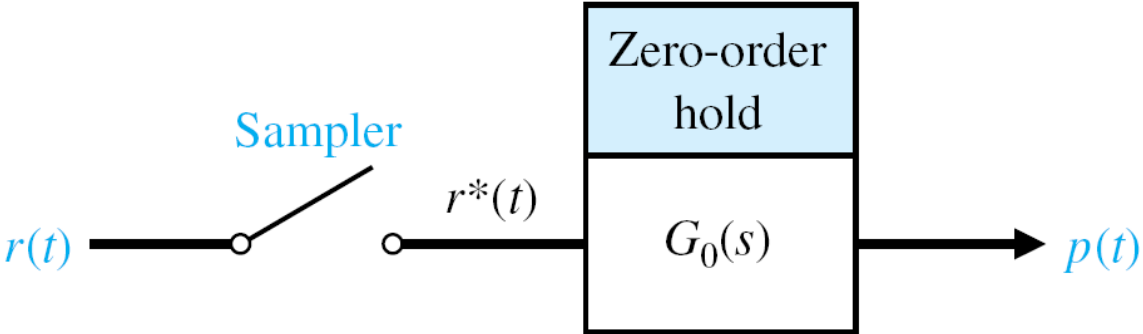 Zero-order
hold
Sampler
r*(t)
r(t)
G₀(s)
p(t)